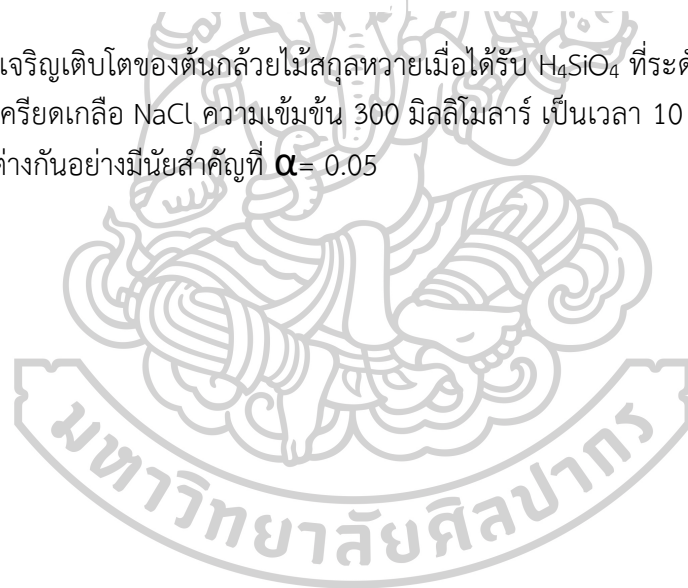 เจริญเติบโตของต้นกล้วยไม้สกุลหวายเมื่อได้รับ H₄SiO₄ ที่ระดั
ครียดเกลือ NaCl ความเข้มข้น 300 มิลลิโมลาร์ เป็นเวลา 10
ต่างกันอย่างมีนัยสำคัญที่ α= 0.05
มหาวิทยาลัยศิลปากร